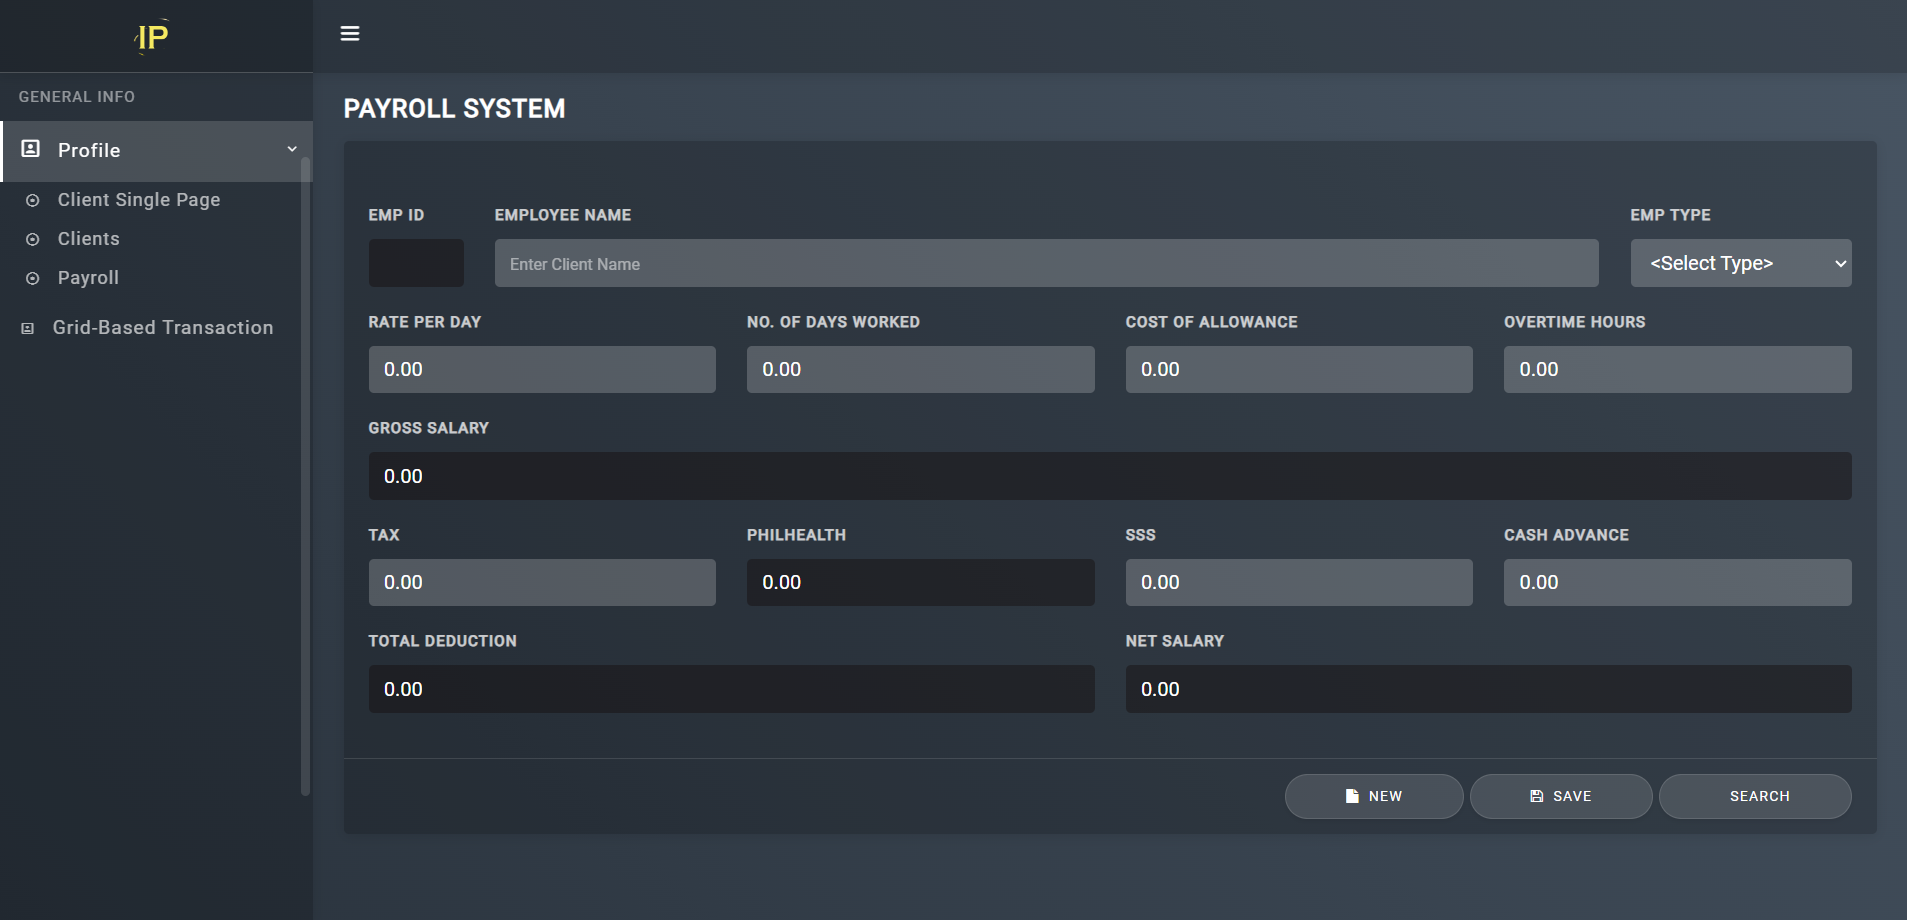 IP
GENERAL INFO
Profile
Client Single Page
Clients
Payroll
Grid-Based Transaction
PAYROLL SYSTEM
EMP ID EMPLOYEE NAME EMP TYPE
Enter Client Name <Select Type>
RATE PER DAY NO. OF DAYS WORKED COST OF ALLOWANCE OVERTIME HOURS
0.00 0.00 0.00 0.00
GROSS SALARY
0.00
TAX PHILHEALTH SSS CASH ADVANCE
0.00 0.00 0.00 0.00
TOTAL DEDUCTION NET SALARY
0.00 0.00
NEW SAVE SEARCH